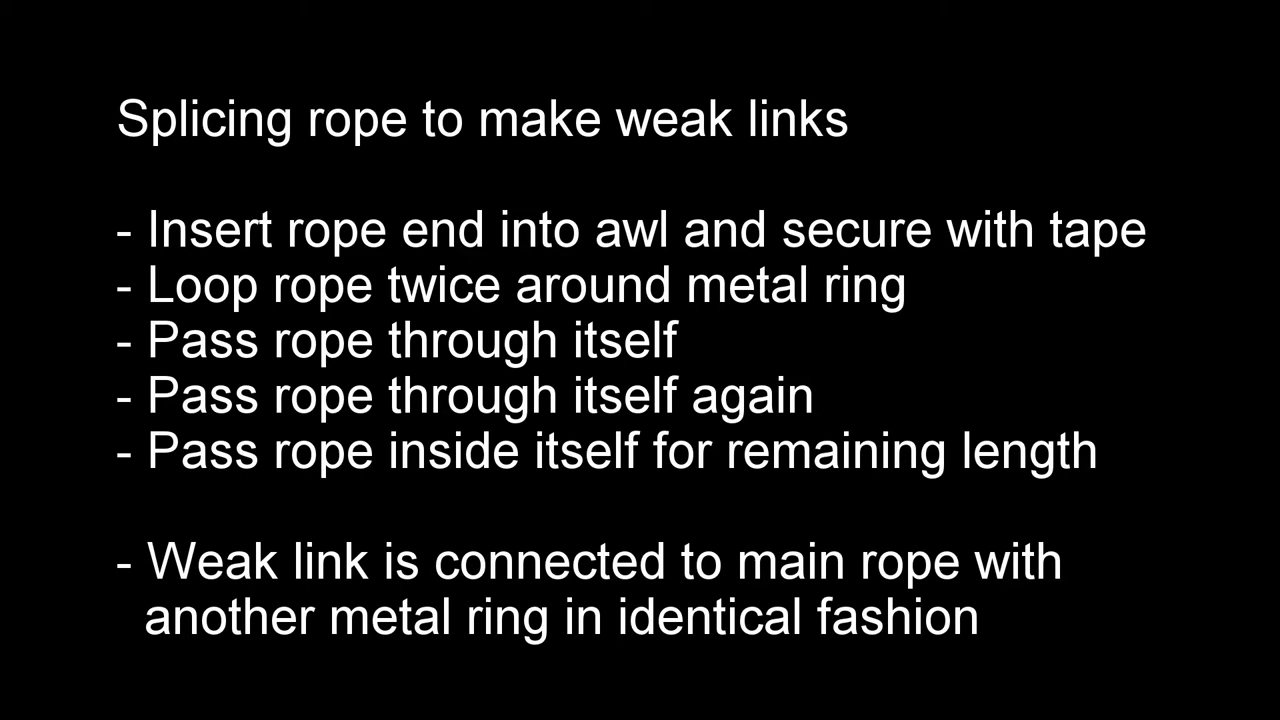 Splicing rope to make weak links
- Insert rope end into awl and secure with tape
- Loop rope twice around metal ring
- Pass rope through itself
- Pass rope through itself again
- Pass rope inside itself for remaining length
- Weak link is connected to main rope with
another metal ring in identical fashion